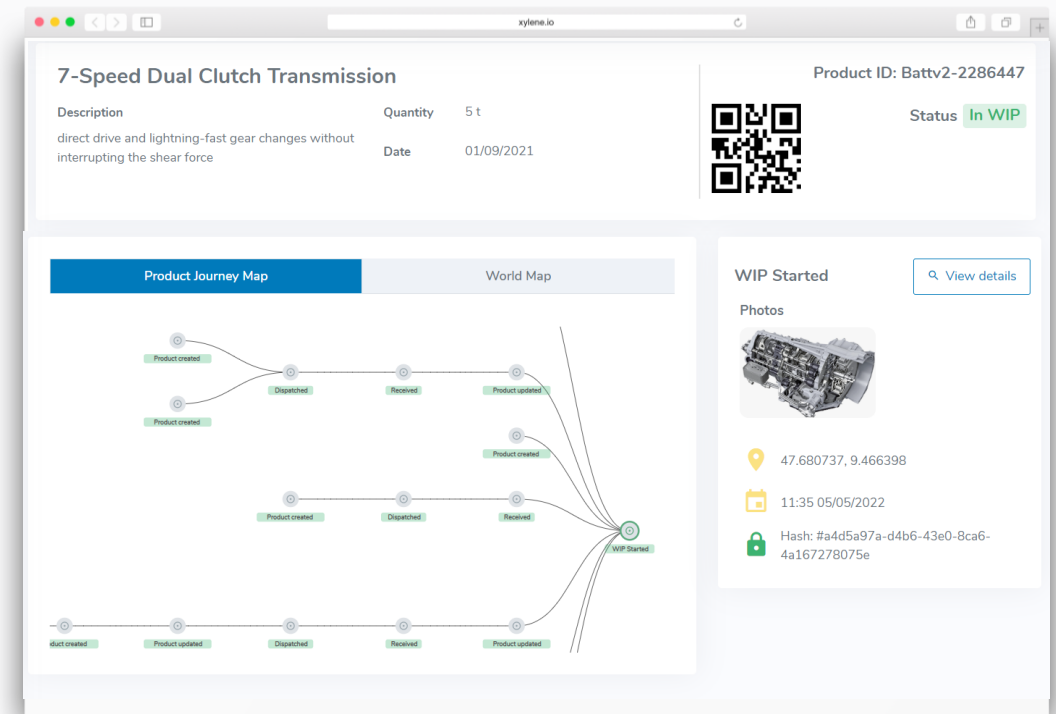 xylene.io
7-Speed Dual Clutch Transmission
Description
direct drive and lightning-fast gear changes without
interrupting the shear force
Quantity 5 t
Date 01/09/2021
Product ID: Battv2-2286447
Status In WIP
Product Journey Map
World Map
Product created
Dispatched
Received
Product updated
Product created
Product created
Product created
Dispatched
Received
WIP Started
duct created
Product updated
Dispatched
Received
Product updated
WIP Started
View details
Photos
47.680737, 9.466398
11:35 05/05/2022
Hash: #a4d5a97a-d4b6-43e0-8ca6-
4a167278075e